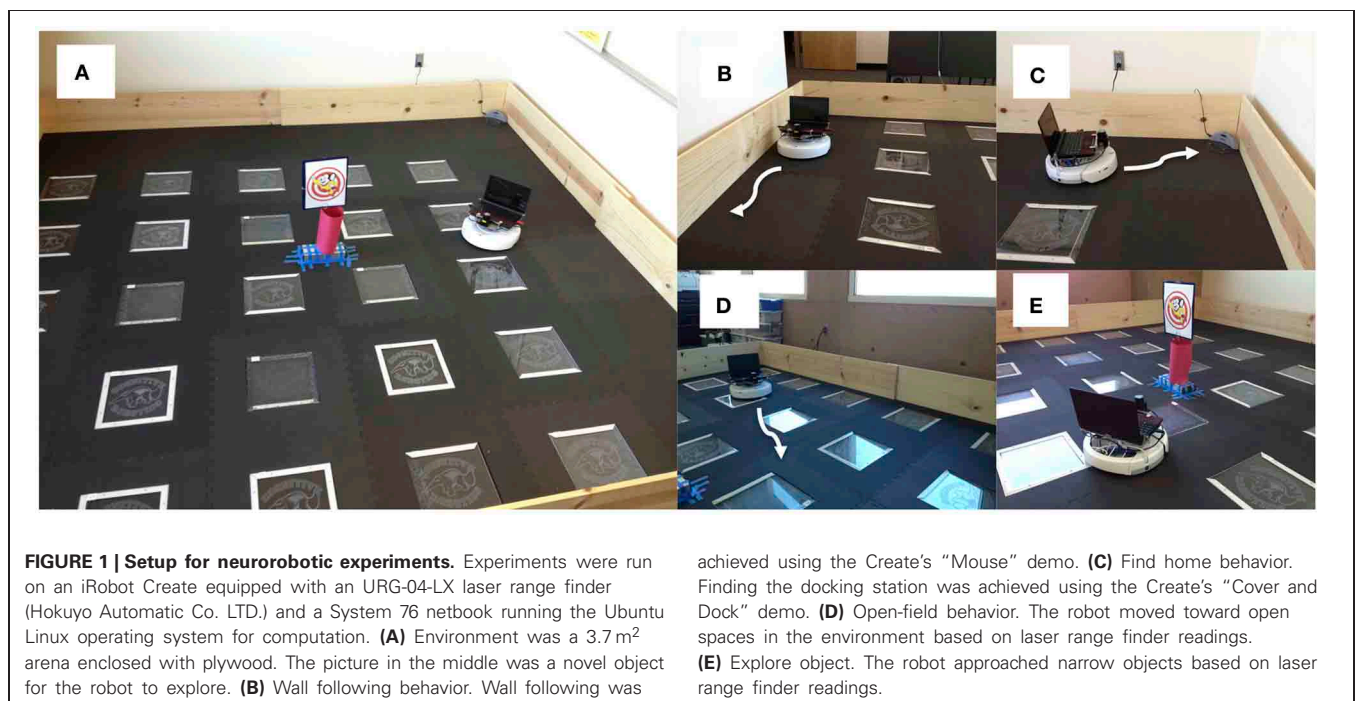 A
B
C
D
E
FIGURE 1 | Setup for neurorobotic experiments. Experiments were run
on an iRobot Create equipped with an URG-04-LX laser range finder
(Hokuyo Automatic Co. LTD.) and a System 76 netbook running the Ubuntu
Linux operating system for computation. (A) Environment was a 3.7 m²
arena enclosed with plywood. The picture in the middle was a novel object
for the robot to explore. (B) Wall following behavior. Wall following was
achieved using the Create's “Mouse” demo. (C) Find home behavior.
Finding the docking station was achieved using the Create's “Cover and
Dock” demo. (D) Open-field behavior. The robot moved toward open
spaces in the environment based on laser range finder readings.
(E) Explore object. The robot approached narrow objects based on laser
range finder readings.